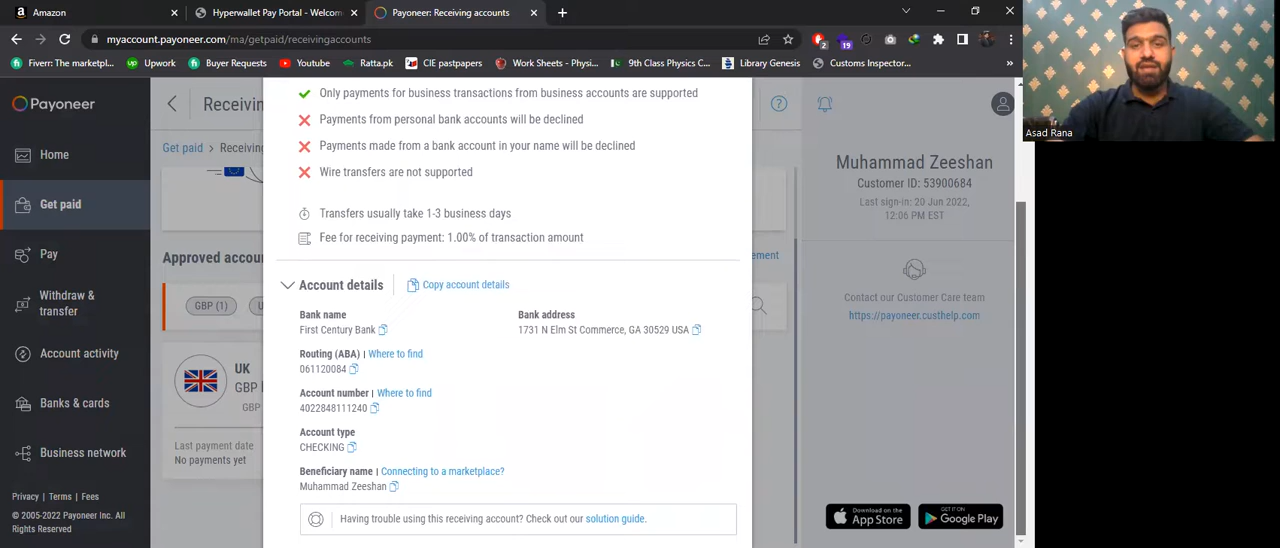 Amazon
Hyperwallet Pay Portal - Welcom
Payoneer: Receiving accounts
myaccount.payoneer.com/ma/getpaid/receivingaccounts
2
19
Fiverr: The marketpl...
Upwork
Buyer Requests
YouTube
Ratta.pk
CIE pastpapers
Work Sheets - Physi...
9th Class Physics C...
Library Genesis
Customs Inspector...
»
Asad Rana
Payoneer
Home
Get paid
Pay
Withdraw &
transfer
Account activity
Banks & cards
Business network
Privacy | Terms | Fees
© 2005-2022 Payoneer Inc. All
Rights Reserved
Get paid
Approved
GBP (1)
UK
GBP
GBP
Last payment date
No payments yet
Only payments for business transactions from business accounts are supported
Payments from personal bank accounts will be declined
Payments made from a bank account in your name will be declined
Wire transfers are not supported
Transfers usually take 1-3 business days
Fee for receiving payment: 1.00% of transaction amount
Account details
Copy account details
Bank name
First Century Bank
Bank address
1731 N Elm St Commerce, GA 30529 USA
Routing (ABA) | Where to find
061120084
Account number | Where to find
4022848111240
Account type
CHECKING
Beneficiary name | Connecting to a marketplace?
Muhammad Zeeshan
Having trouble using this receiving account? Check out our solution guide.
Muhammad Zeeshan
Customer ID: 53900684
Last sign-in: 20 Jun 2022,
12:06 PM EST
Contact our Customer Care team
https://payoneer.custhelp.com
Download on the
App Store
GET IT ON
Google Play